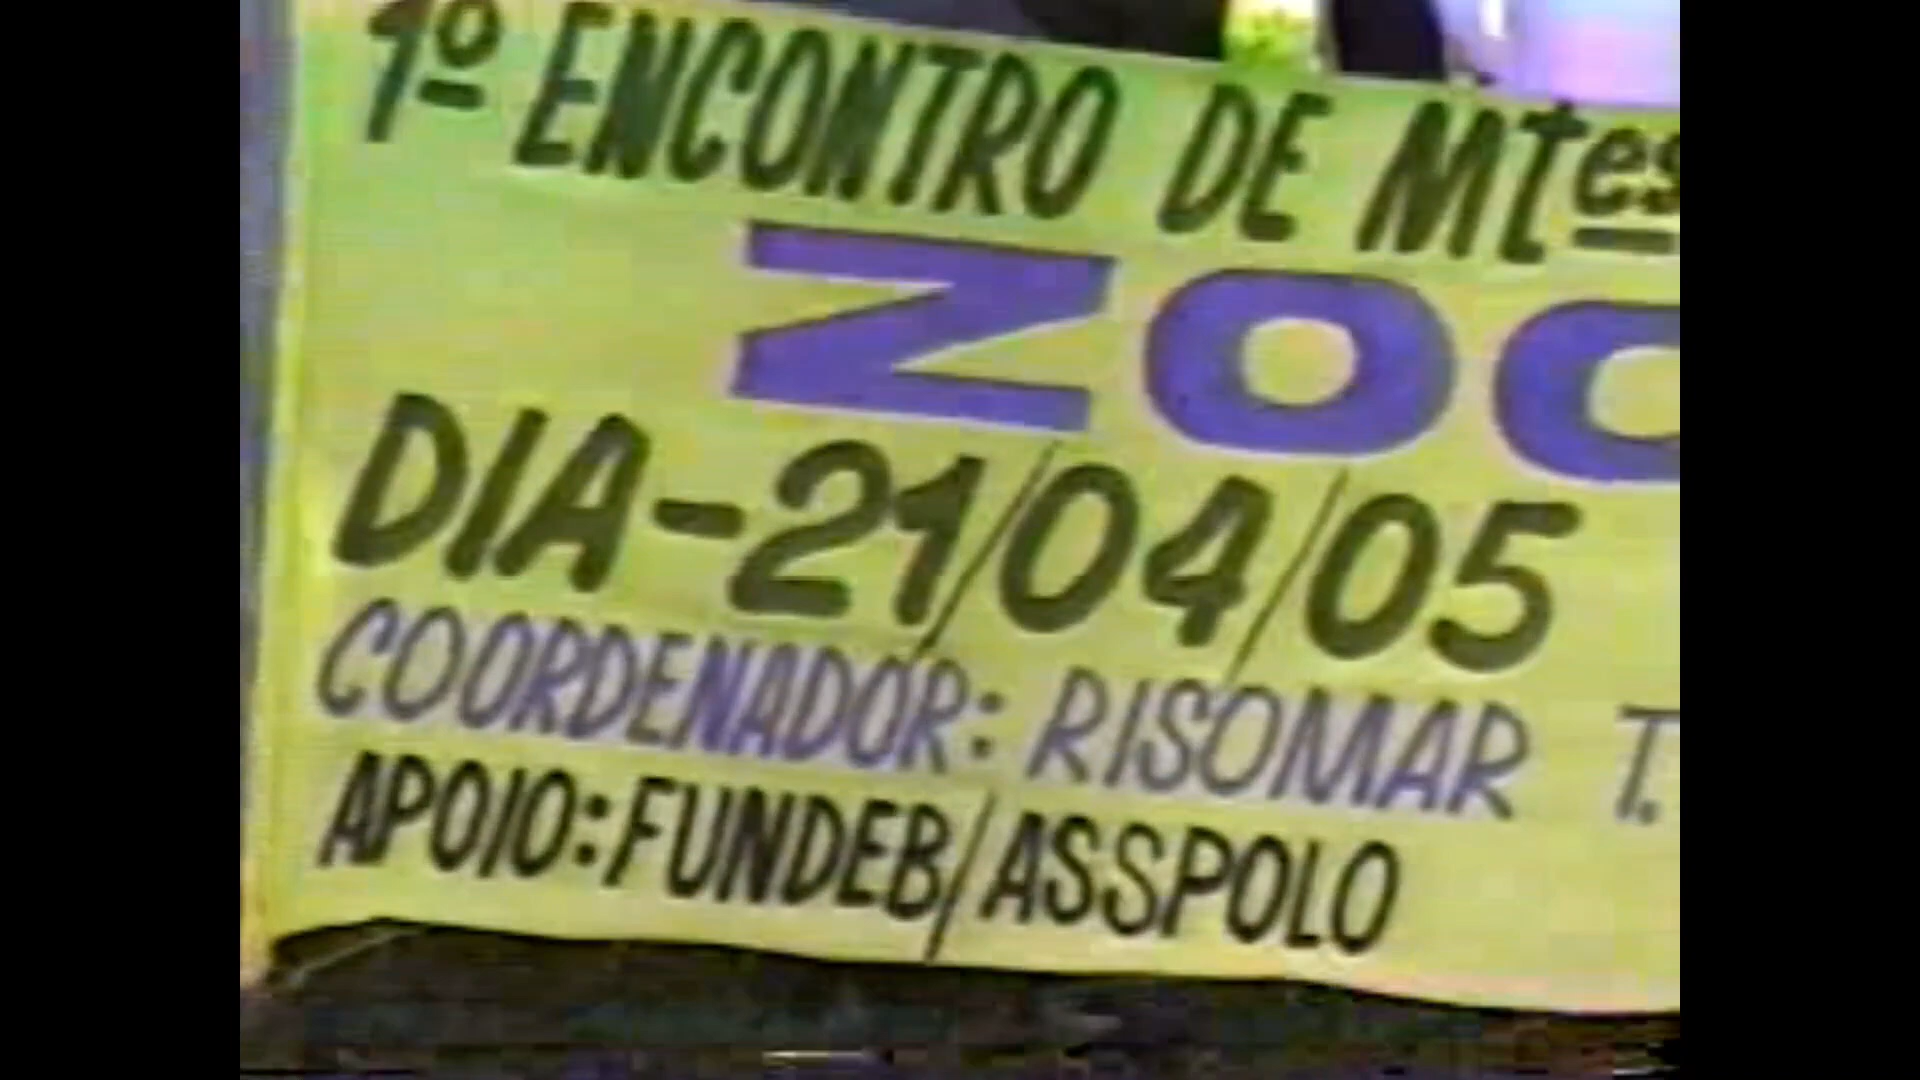 1º ENCONTRO DE Mtes
ZOO
DIA-21/04/05
COORDENADOR: RISOMAR T.
APOIO: FUNDEB/ASSPOLO